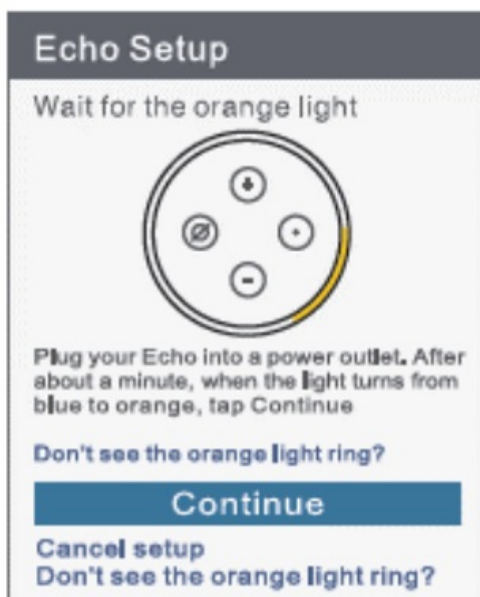 Echo Setup
Wait for the orange light
Plug your Echo into a power outlet. After
about a minute, when the light turns from
blue to orange, tap Continue
Don't see the orange light ring?
Continue
Cancel setup
Don't see the orange light ring?